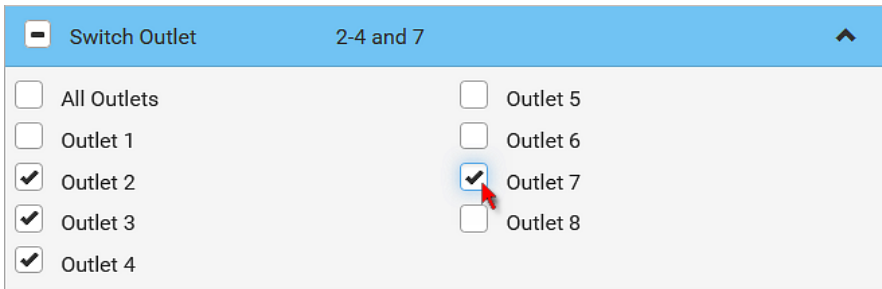 Switch Outlet 2-4 and 7
All Outlets
Outlet 1
Outlet 2
Outlet 3
Outlet 4
Outlet 5
Outlet 6
Outlet 7
Outlet 8